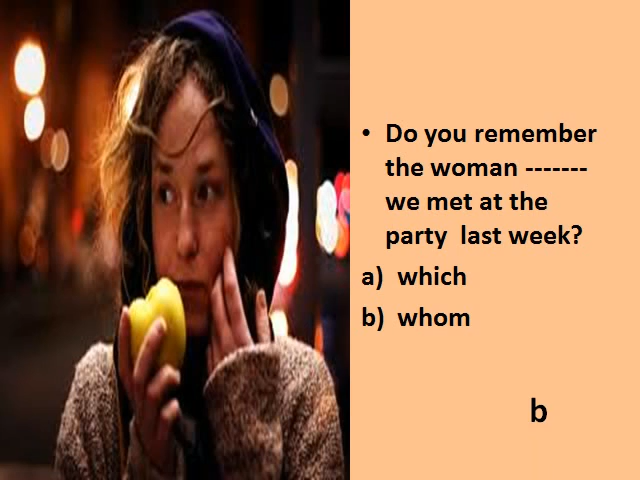 • Do you remember
the woman -------
we met at the
party  last week?
a)  which
b)  whom
b